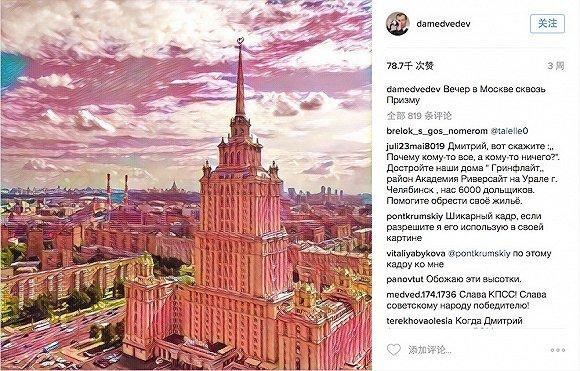 damedvedev
关注
78.7千 次赞
3 周
damedvedev Вечер в Москве сквозь
Призму
全部 819 条评论
brelok_s_gos_nomerom @taielle0
juli23mai8019 Дмитрий, вот скажите :,,
Почему кому-то все, а кому-то ничего?".
Достройте наши дома " Гринфлайт,,
район Академия Риверсайт на Урале г.
Челябинск , нас 6000 дольщиков.
Помогите обрести своё жильё.
pontkrumskiy Шикарный кадр, если
разрешите я его использую в своей
картине
vitaliyabykova @pontkrumskiy по этому
кадру ко мне
panovtut Обожаю эти высотки.
medved.174.1736 Слава КПСС! Слава
советскому народу победителю!
terekhovaolesia Когда Дмитрий
添加评论...